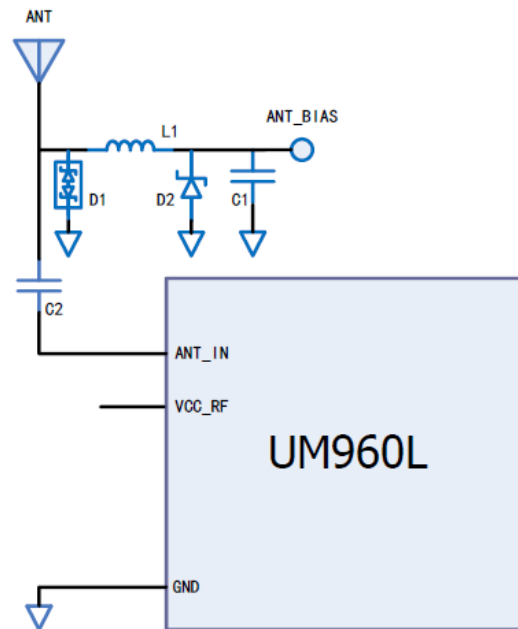 ANT
ANT_BIAS
L1
D1
D2
C1
C2
ANT_IN
VCC_RF
UM960L
GND